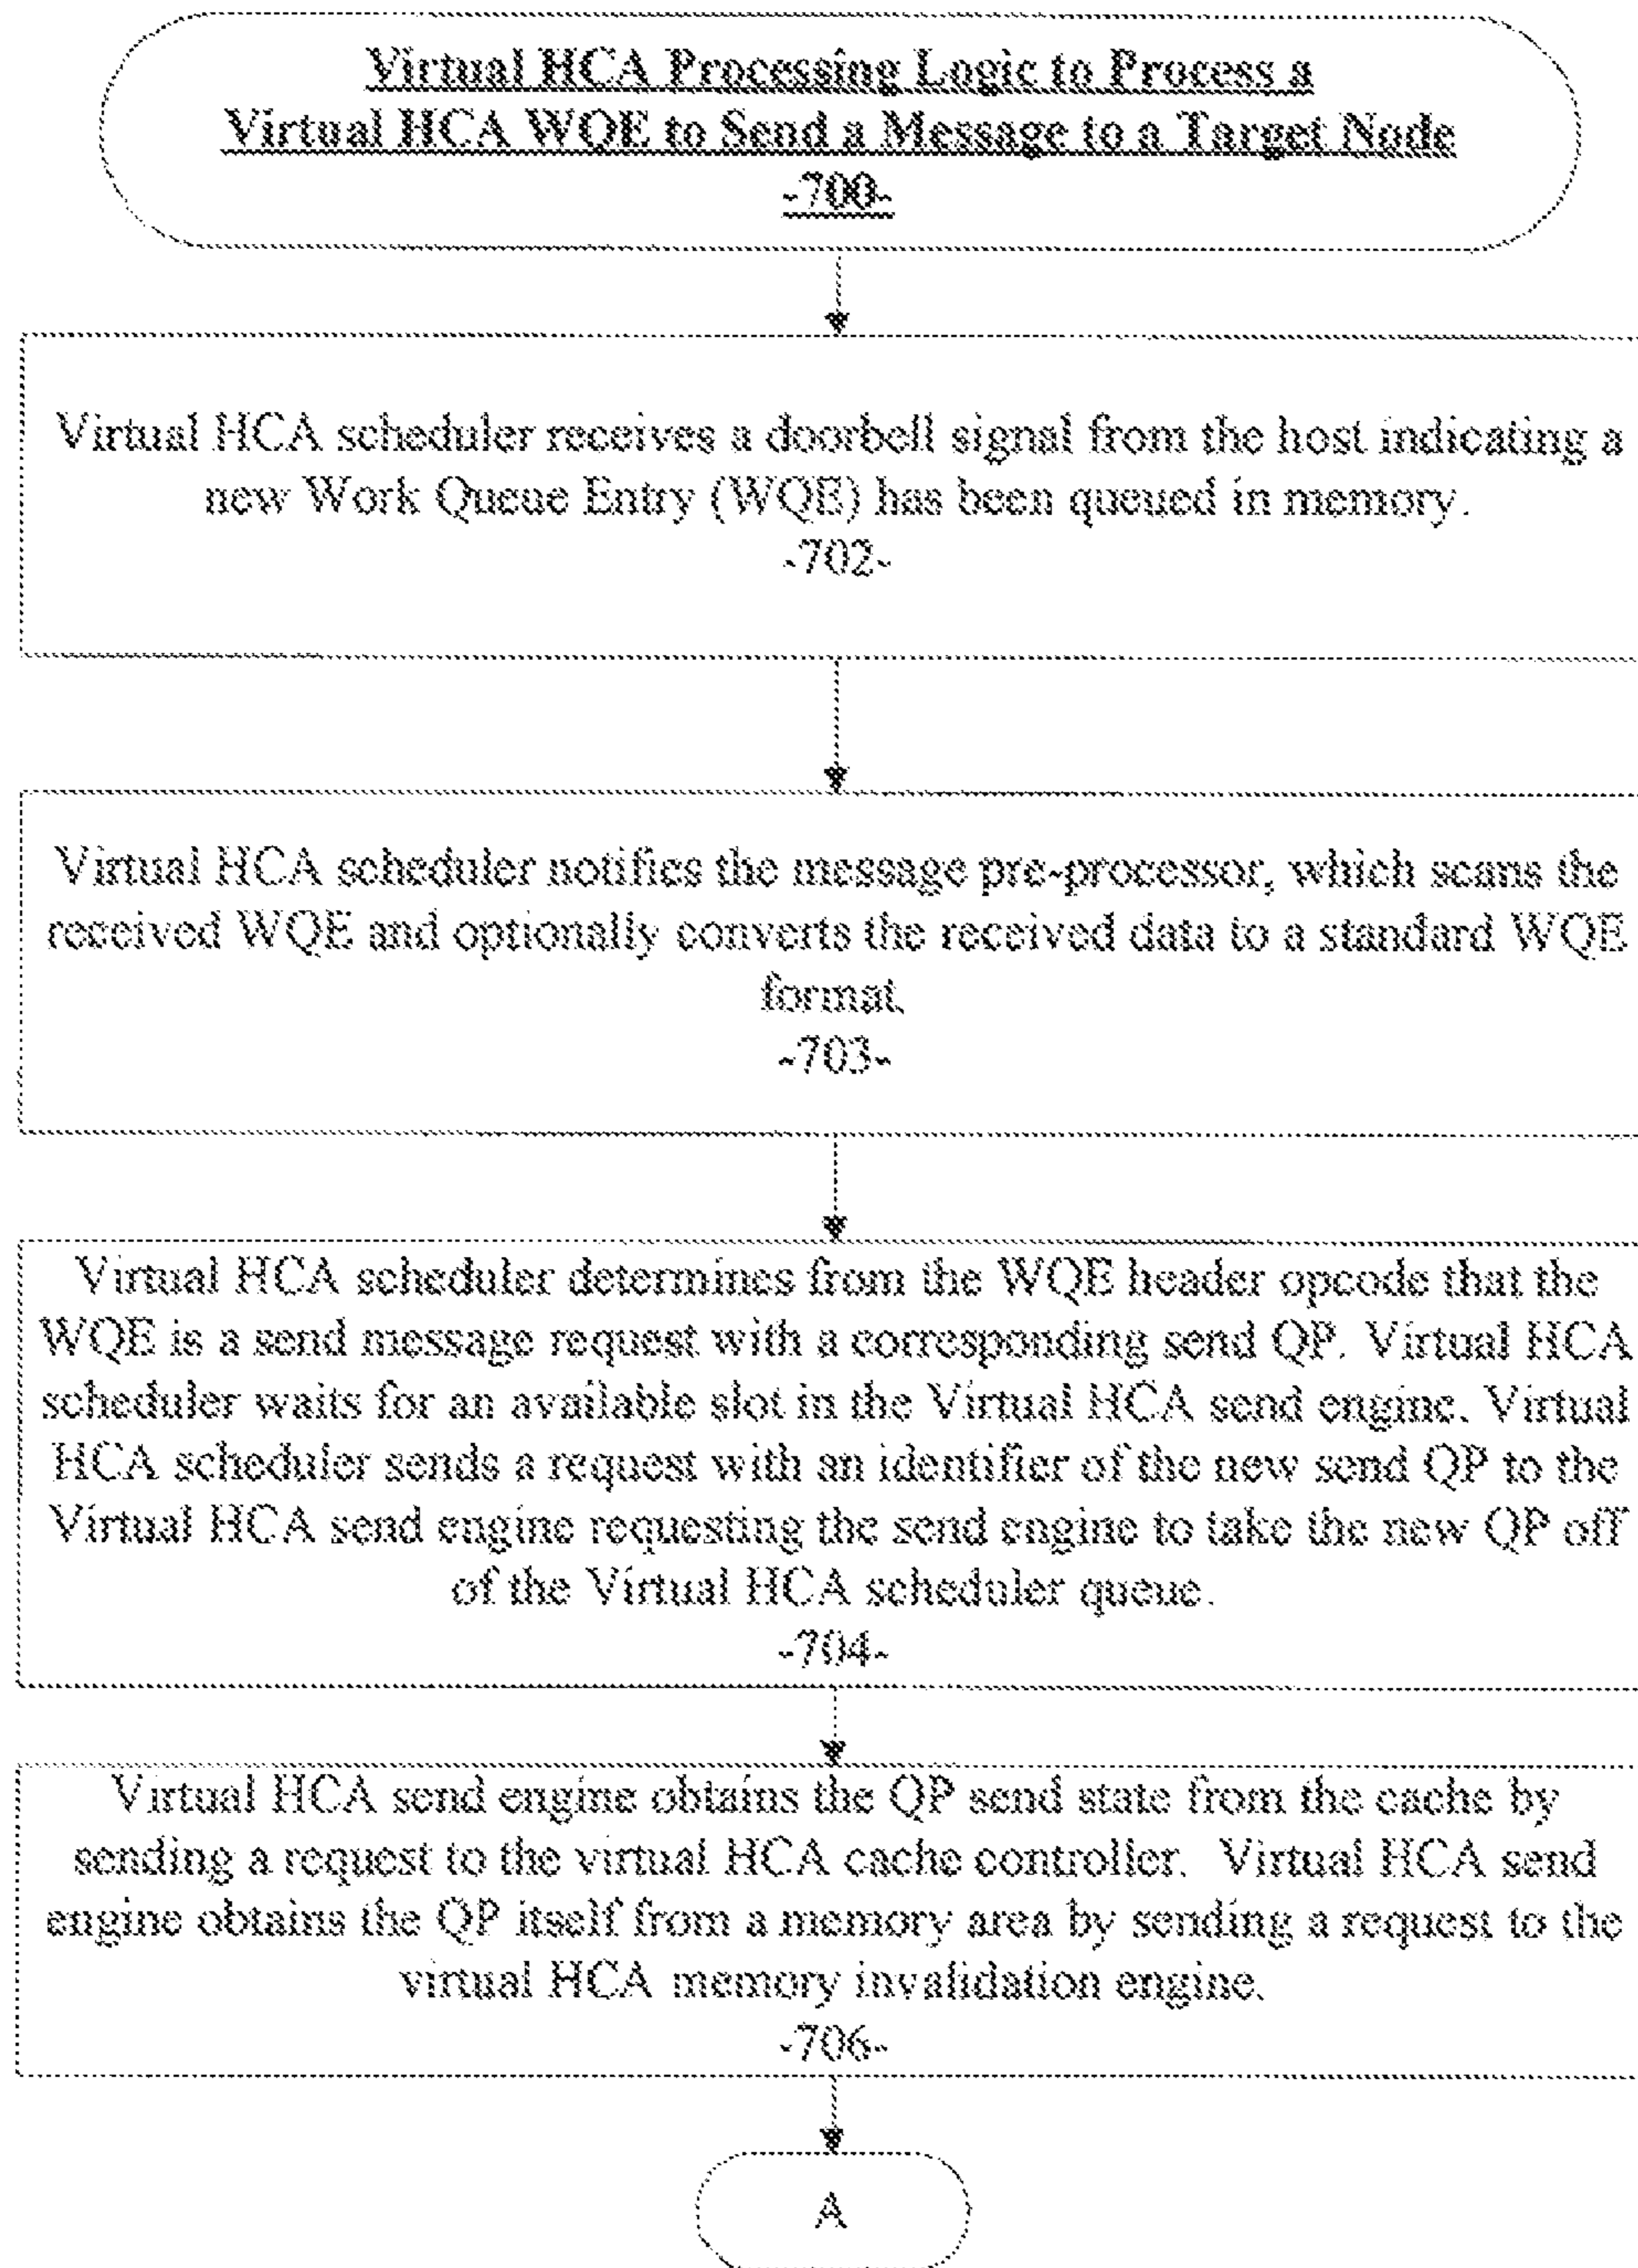 Virtual HCA Processing Logic to Process a
Virtual HCA WQE to Send a Message to a Target Node
-700-
Virtual HCA scheduler receives a doorbell signal from the host indicating a
new Work Queue Entry (WQE) has been queued in memory.
-702-
Virtual HCA scheduler notifies the message pre-processor, which scans the
received WQE and optionally converts the received data to a standard WQE
format.
-703-
Virtual HCA scheduler determines from the WQE header opcode that the
WQE is a send message request with a corresponding send QP. Virtual HCA
scheduler waits for an available slot in the Virtual HCA send engine. Virtual
HCA scheduler sends a request with an identifier of the new send QP to the
Virtual HCA send engine requesting the send engine to take the new QP off
of the Virtual HCA scheduler queue.
-704-
Virtual HCA send engine obtains the QP send state from the cache by
sending a request to the virtual HCA cache controller. Virtual HCA send
engine obtains the QP itself from a memory area by sending a request to the
virtual HCA memory invalidation engine.
-706-
A